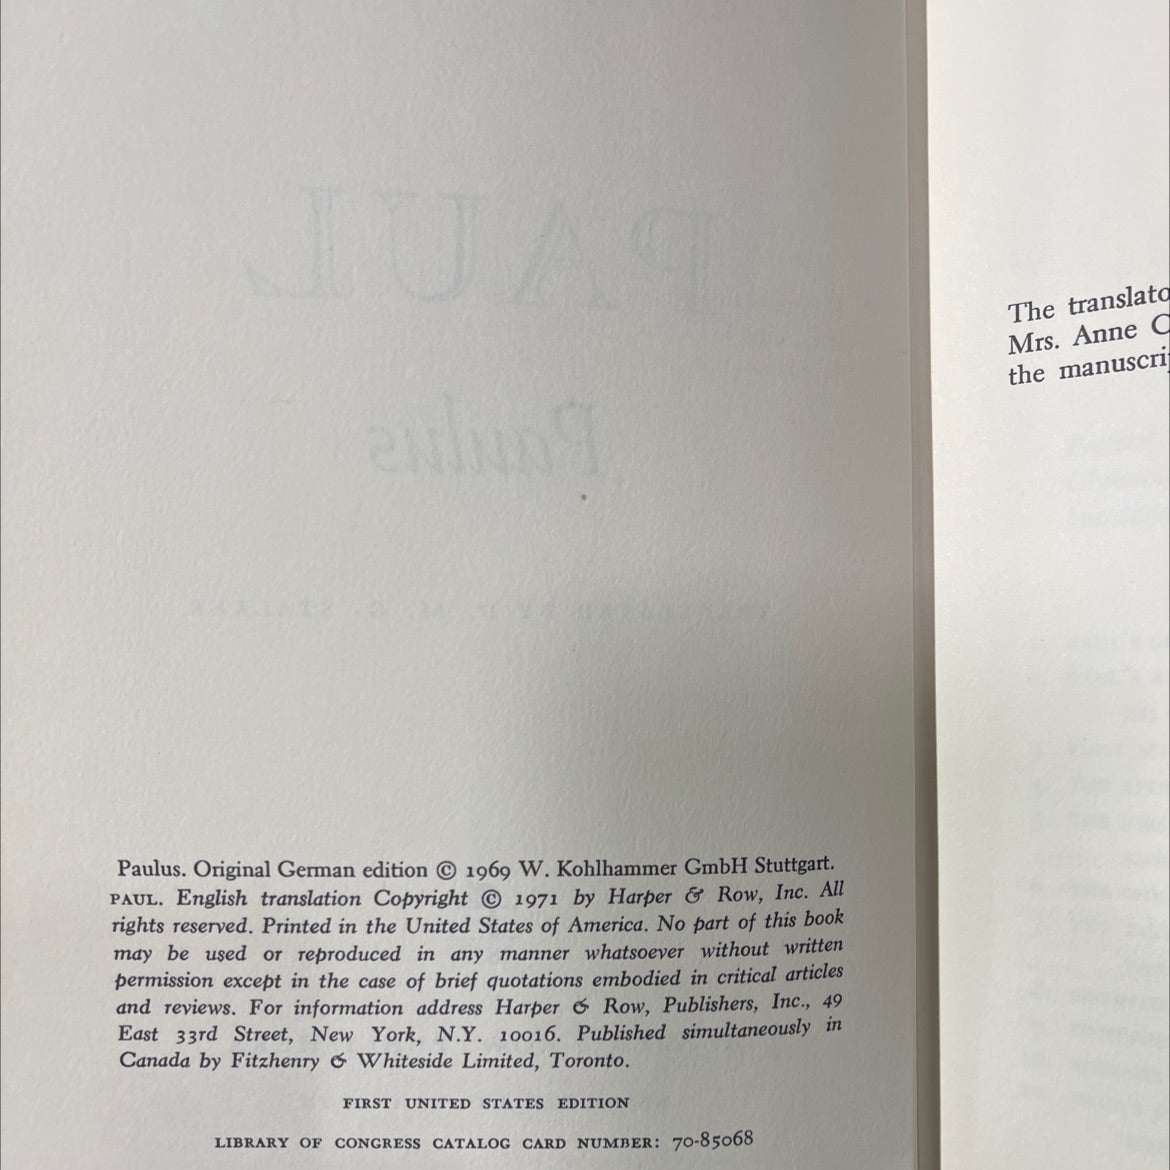 PAUL
Paulus
TRANSLATED BY D. M. G. STALKER
Paulus. Original German edition © 1969 W. Kohlhammer GmbH Stuttgart.
PAUL. English translation Copyright © 1971 by Harper & Row, Inc. All
rights reserved. Printed in the United States of America. No part of this book
may be used or reproduced in any manner whatsoever without written
permission except in the case of brief quotations embodied in critical articles
and reviews. For information address Harper & Row, Publishers, Inc., 49
East 33rd Street, New York, N.Y. 10016. Published simultaneously in
Canada by Fitzhenry & Whiteside Limited, Toronto.
FIRST UNITED STATES EDITION
LIBRARY OF CONGRESS CATALOG CARD NUMBER: 70-85068
The translato
Mrs. Anne C
the manuscri